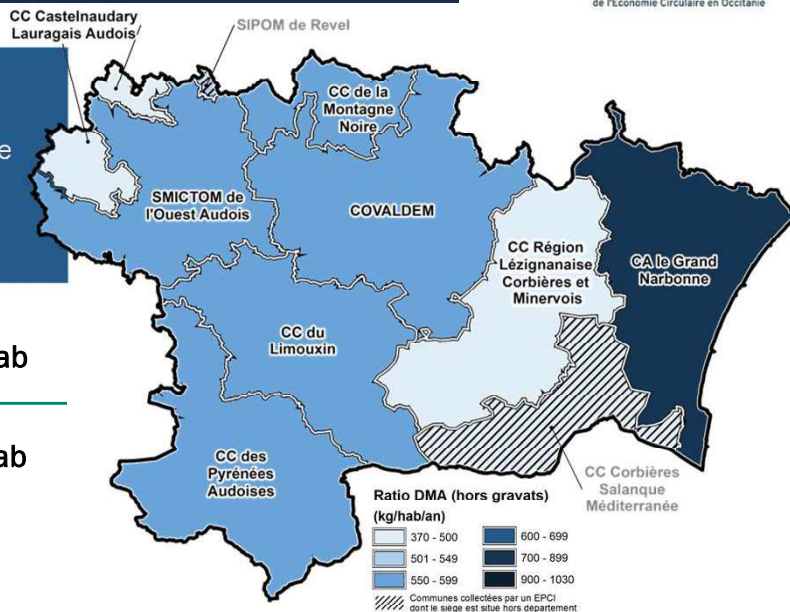 de l'Économie Circulaire en Occitanie
CC Castelnaudary
Lauragais Audois
SIPOM de Revel
CC de la
Montagne
Noire
e
SMICTOM de
l'Ouest Audois
COVALDEM
CC Région
Lézignanaise
Corbières et
Minervois
CA le Grand
Narbonne
CC du
Limouxin
ab
ab
CC des
Pyrénées
Audoises
CC Corbières
Salanque
Méditerranée
Ratio DMA (hors gravats)
(kg/hab/an)
370 - 500
501 - 549
550 - 599
600 - 699
700 - 899
900 - 1030
Communes collectées par un EPCI
dont le siège est situé hors département